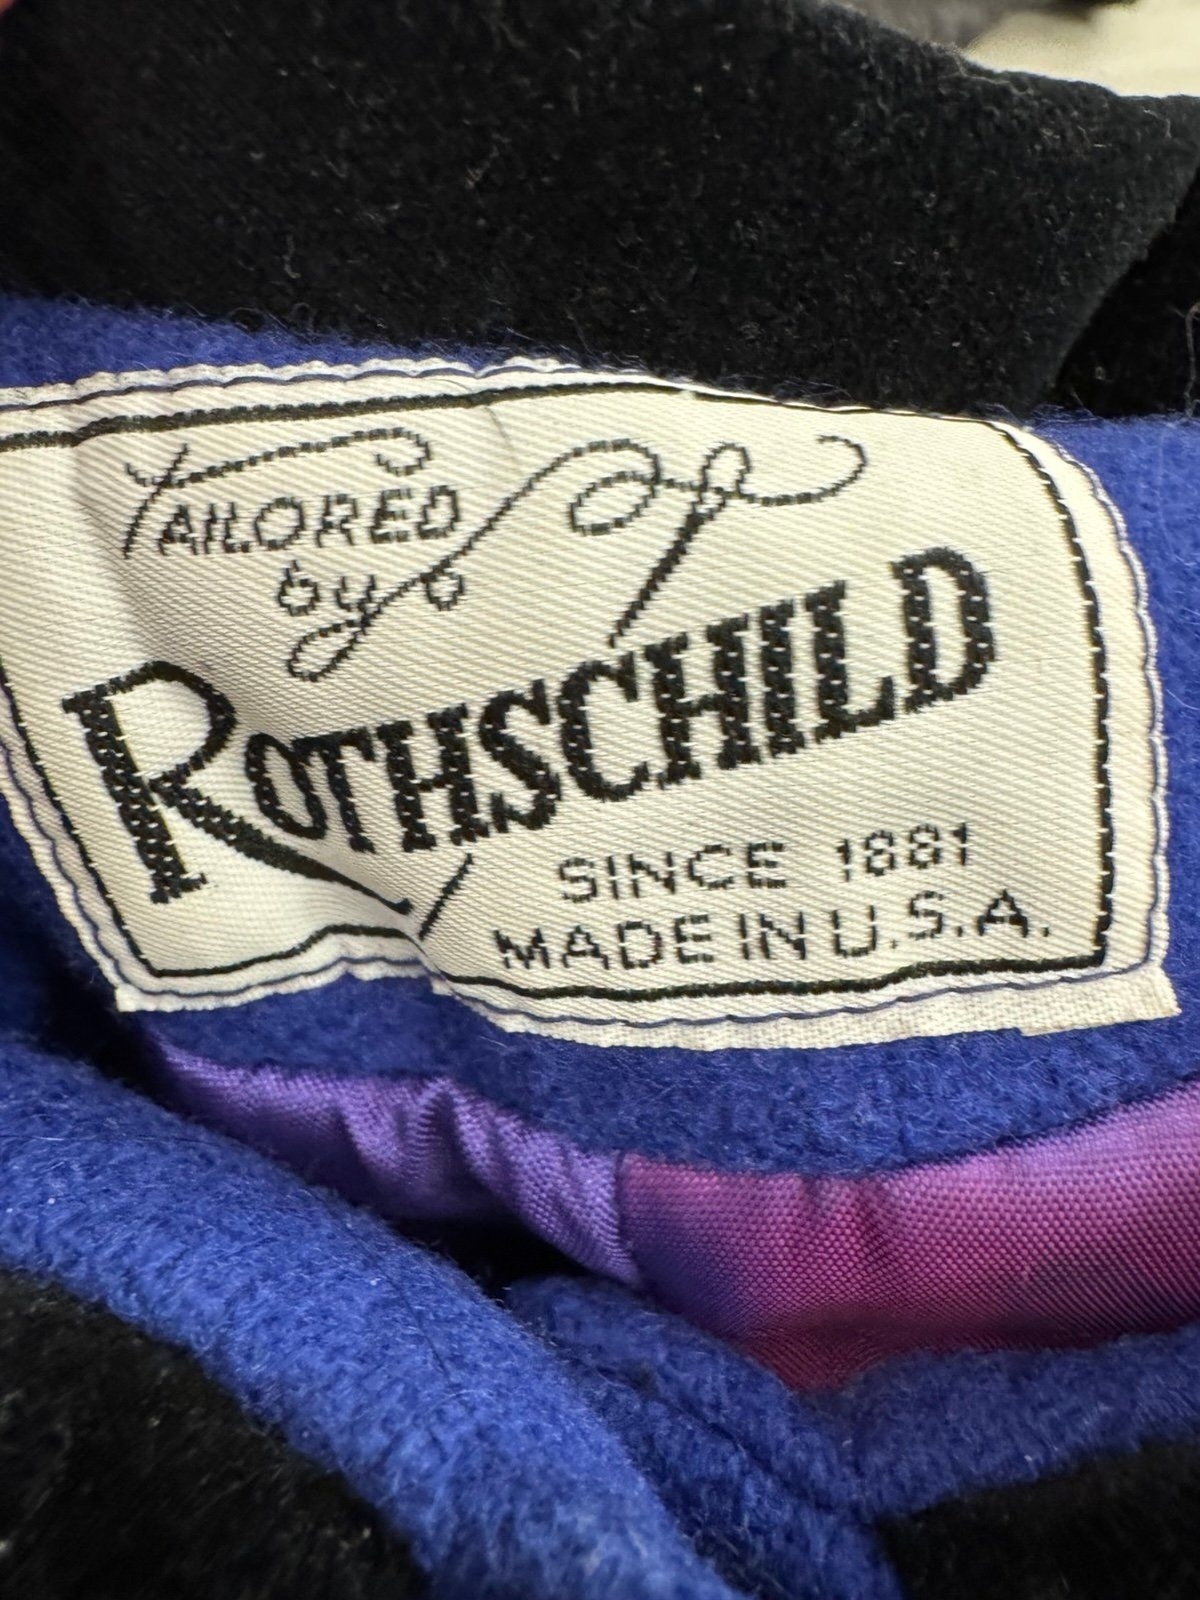 TAILORED
by
ROTHSCHILD
SINCE 1881
MADE IN U.S.A.